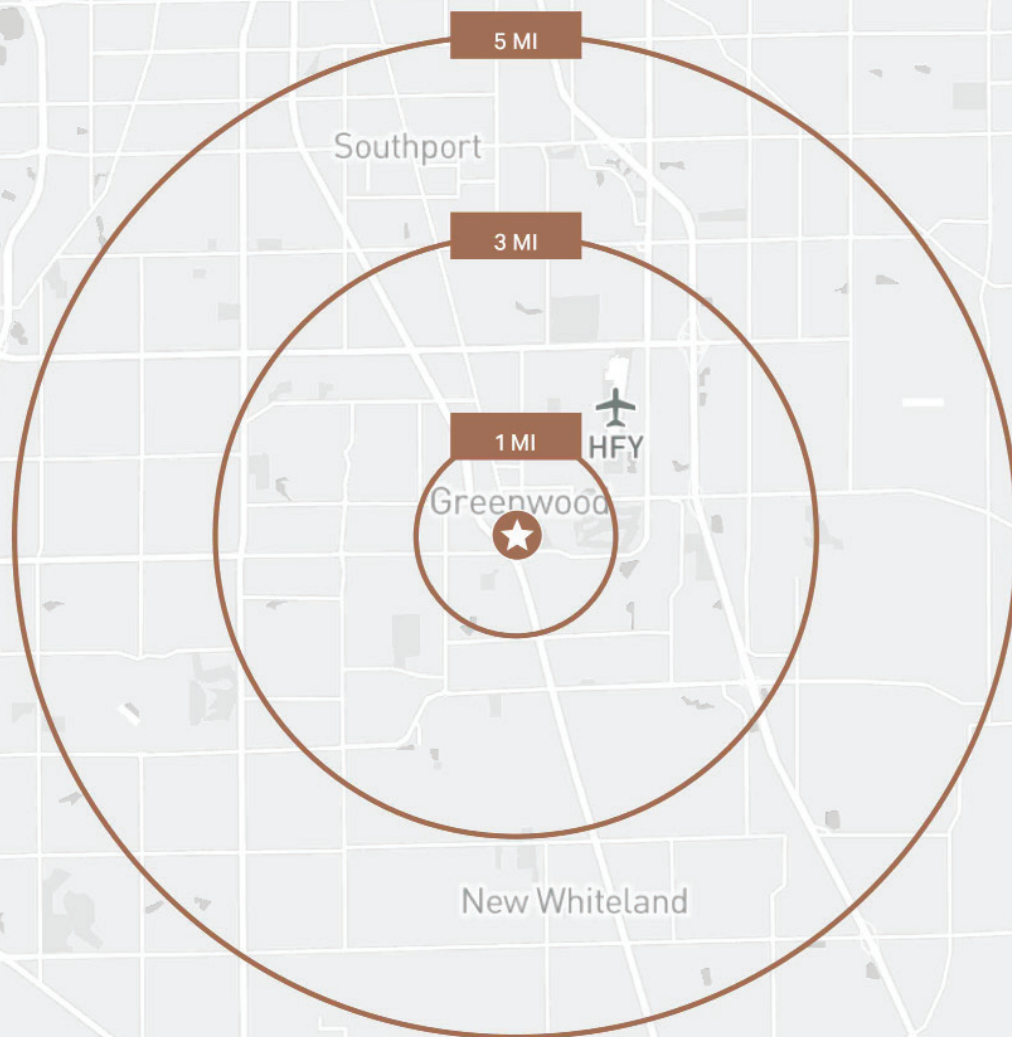 5 MI
Southport
3 MI
1 MI
HFY
Greenwood
New Whiteland